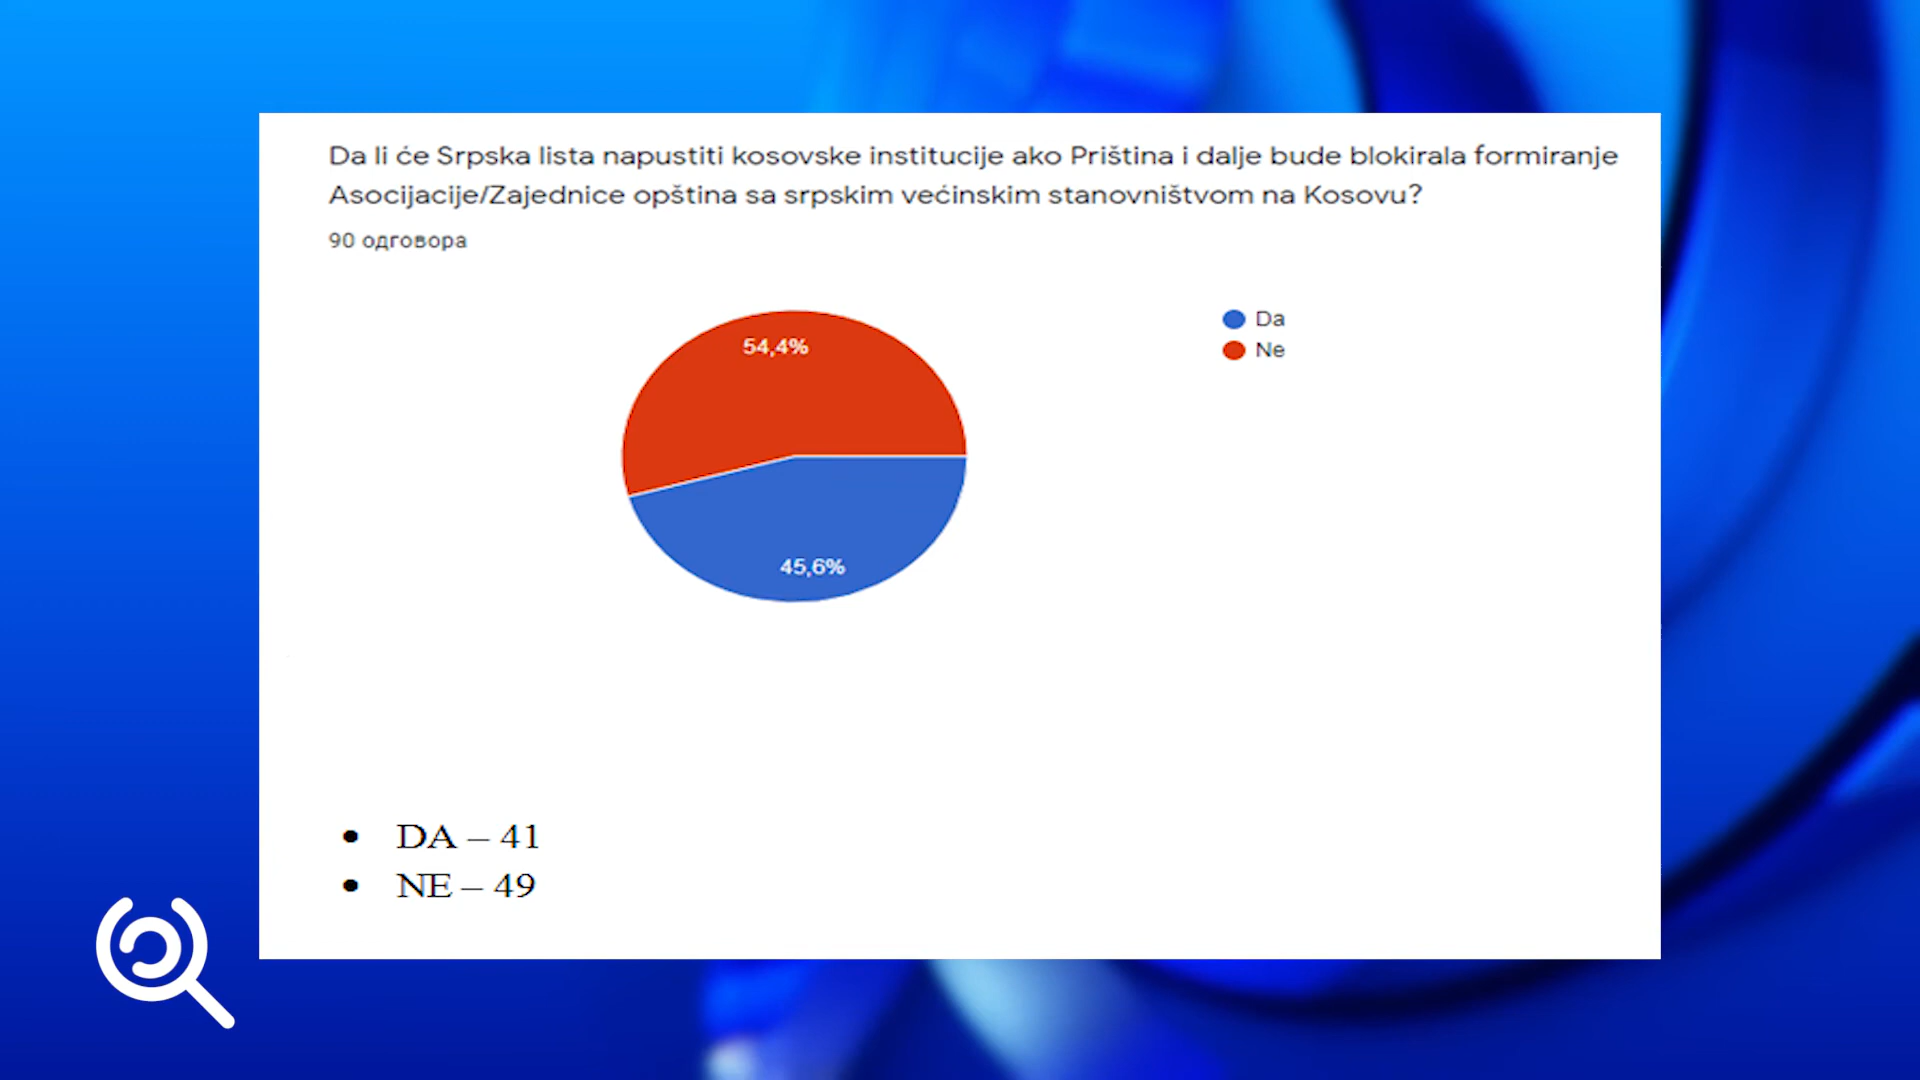 Da li će Srpska lista napustiti kosovske institucije ako Priština i dalje bude blokirala formiranje
Asocijacije/Zajednice opština sa srpskim većinskim stanovništvom na Kosovu?
90 одговора
Da
Ne
54,4%
45,6%
• DA – 41
• NE – 49